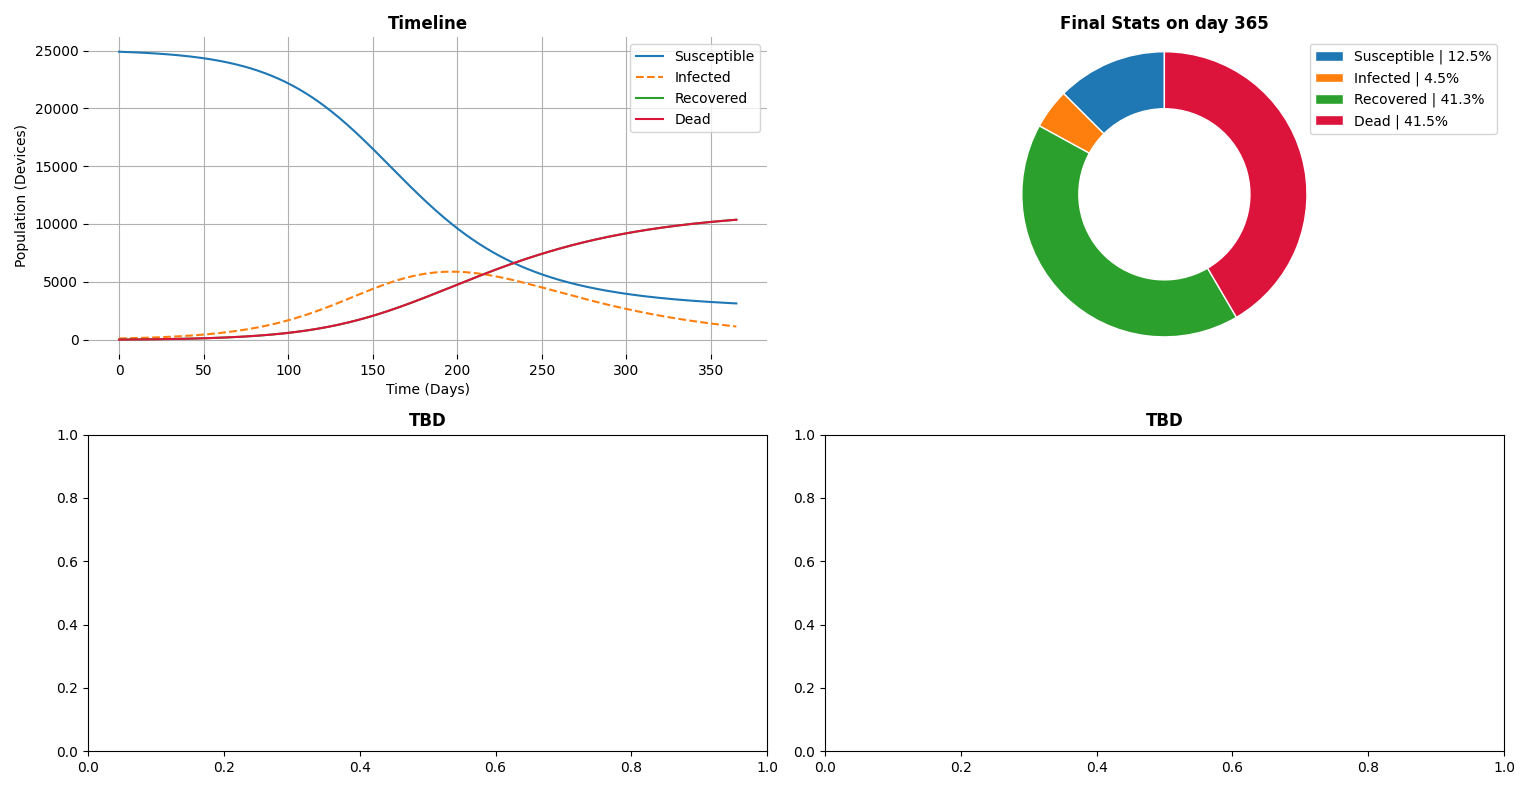 Timeline
Population (Devices)
25000
20000
15000
10000
5000
0
0 50 100 150 200 250 300 350
Time (Days)
Susceptible
Infected
Recovered
Dead
Final Stats on day 365
Susceptible | 12.5%
Infected | 4.5%
Recovered | 41.3%
Dead | 41.5%
TBD
1.0
0.8
0.6
0.4
0.2
0.0
0.0 0.2 0.4 0.6 0.8 1.0
TBD
1.0
0.8
0.6
0.4
0.2
0.0
0.0 0.2 0.4 0.6 0.8 1.0